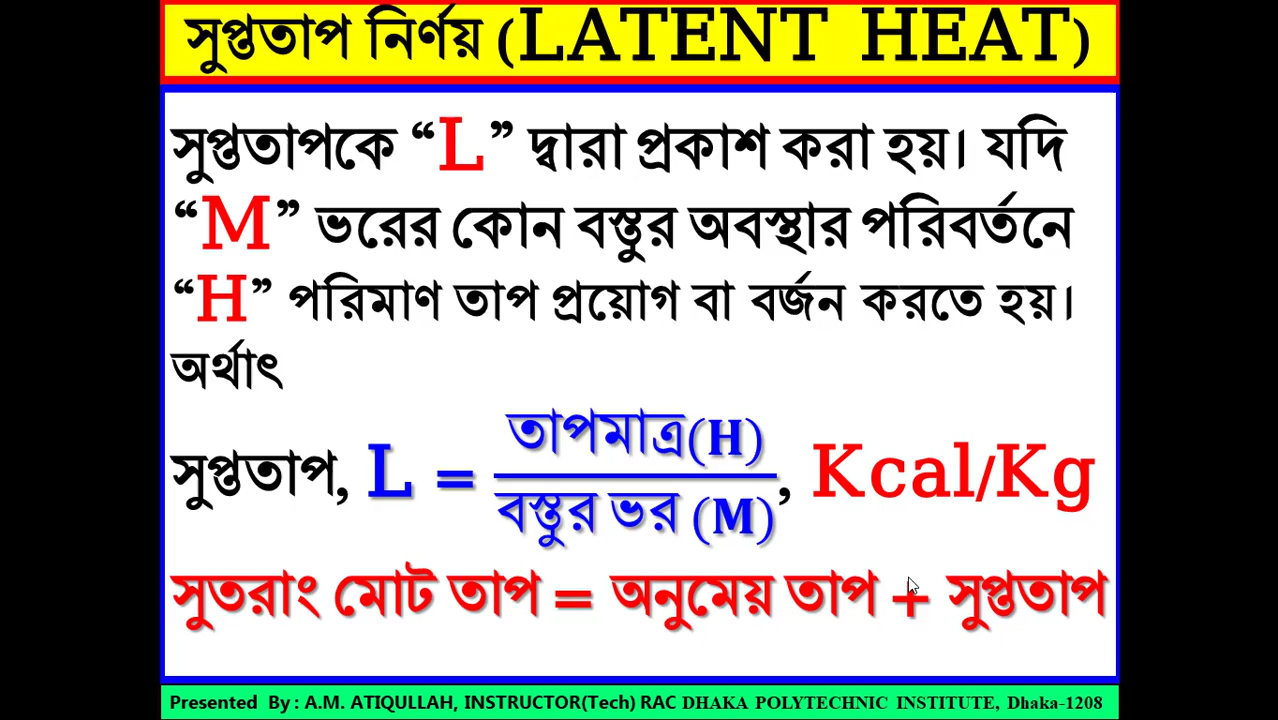 সুপ্ততাপ নির্ণয় (LATENT HEAT)
সুপ্ততাপকে “L” দ্বারা প্রকাশ করা হয়। যদি
“M” ভরের কোন বস্তুর অবস্থার পরিবর্তনে
“H” পরিমাণ তাপ প্রয়োগ বা বর্জন করতে হয়।
অর্থাৎ
সুপ্ততাপ, L = তাপমাত্র(H) / বস্তুর ভর (M), Kcal/Kg
সুতরাং মোট তাপ = অনুমেয় তাপ + সুপ্ততাপ
Presented By : A.M. ATIQULLAH, INSTRUCTOR(Tech) RAC DHAKA POLYTECHNIC INSTITUTE, Dhaka-1208